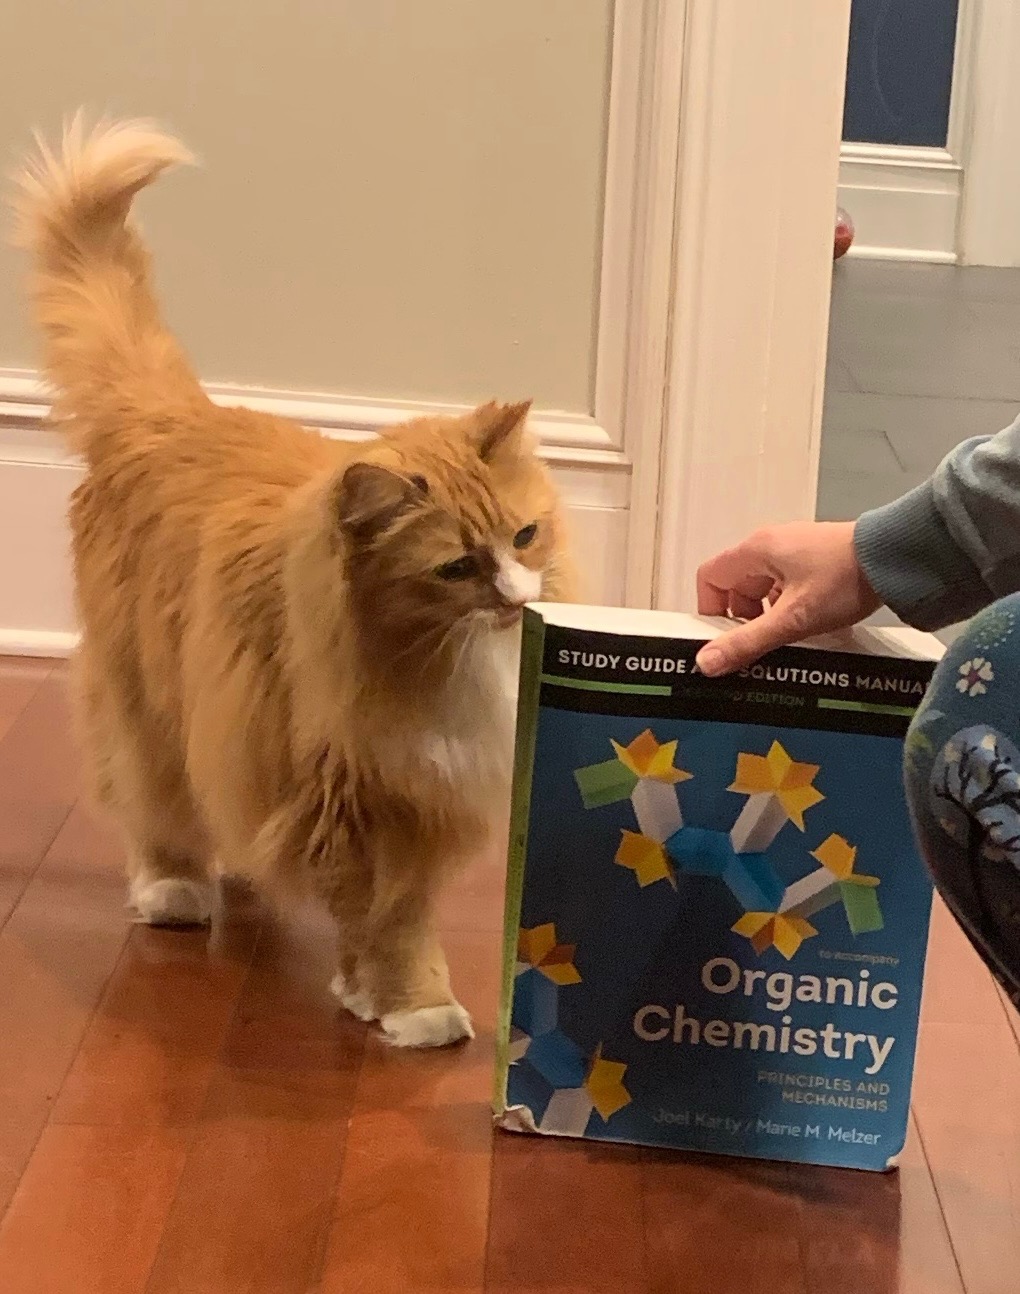 STUDY GUIDE A SOLUTIONS MANUA
EDITION
to accompany
Organic
Chemistry
PRINCIPLES AND
MECHANISMS
Joel Karty / Marie M. Melzer